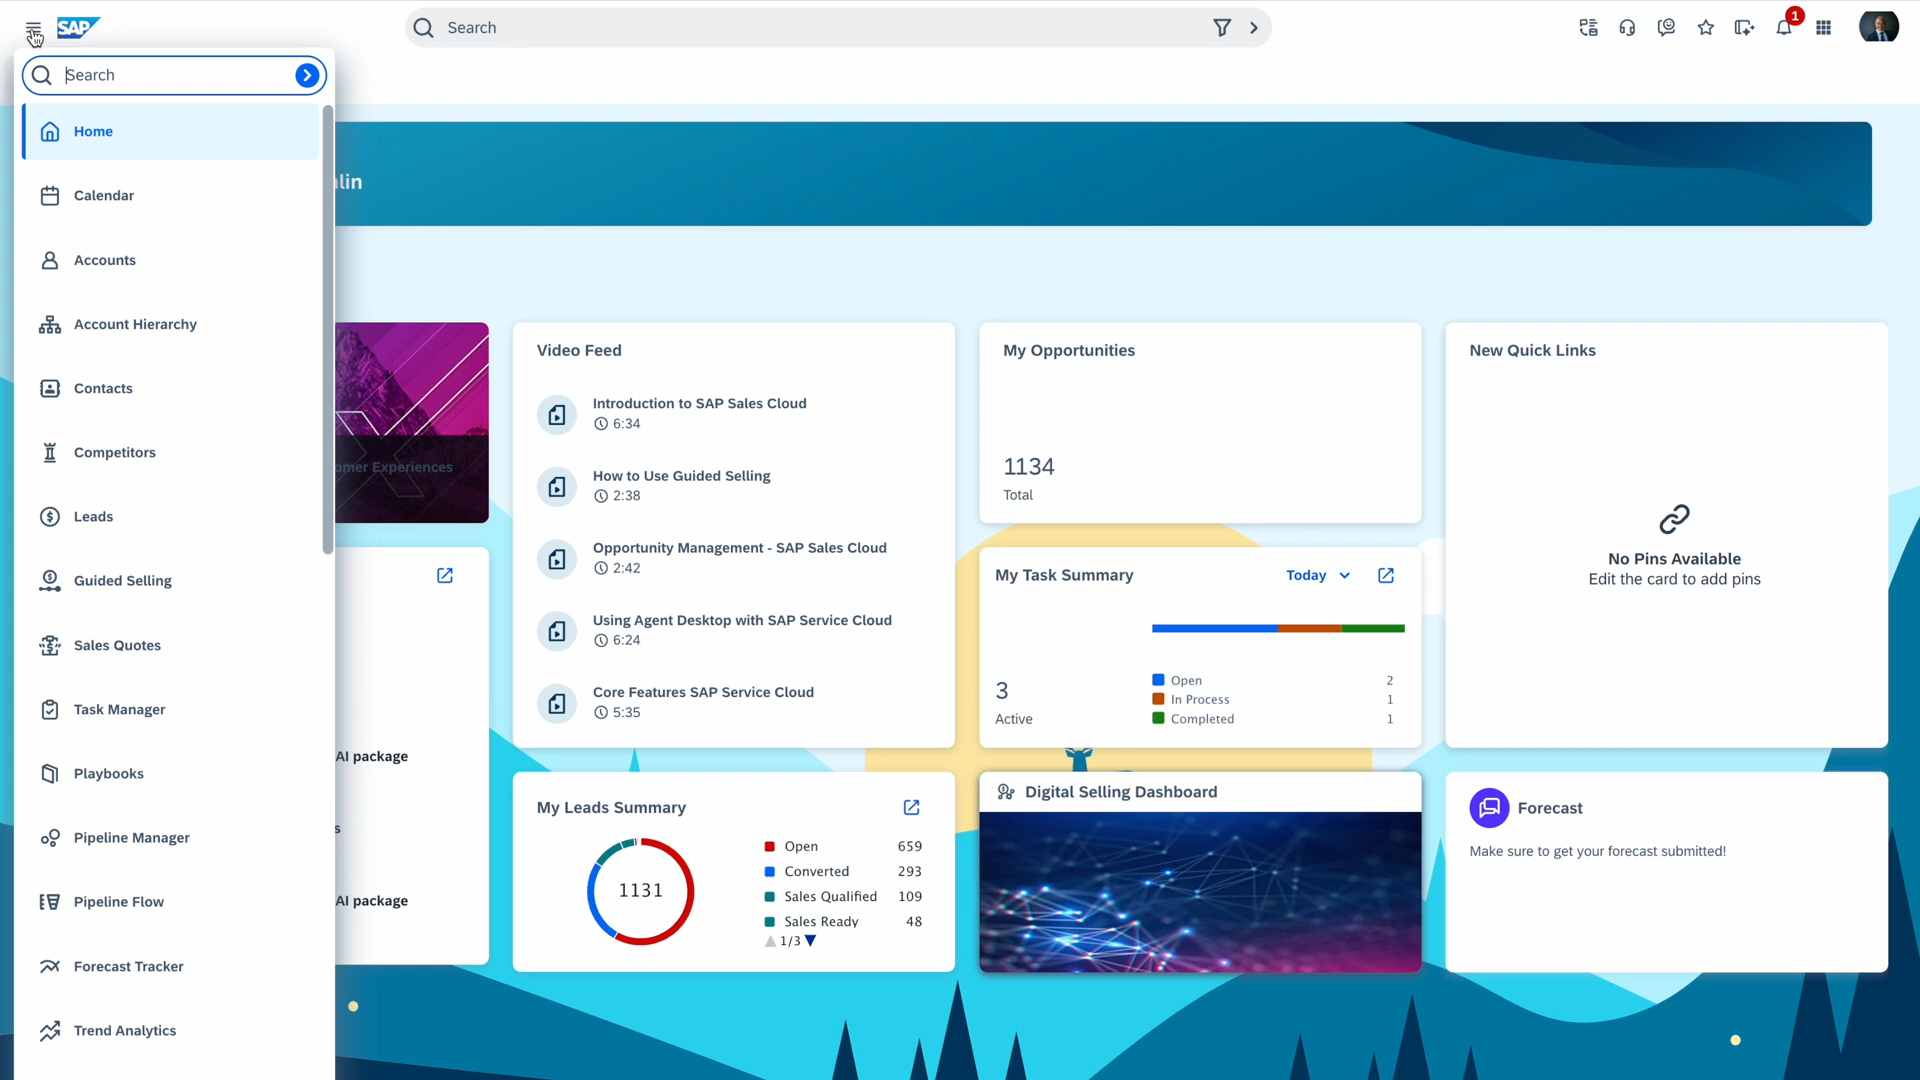 SAP
Search
1
Search
Home
Calendar
Accounts
Account Hierarchy
Contacts
Competitors
Leads
Guided Selling
Sales Quotes
Task Manager
Playbooks
Pipeline Manager
Pipeline Flow
Forecast Tracker
Trend Analytics
lin
omer Experiences
AI package
s
AI package
Video Feed
Introduction to SAP Sales Cloud
6:34
How to Use Guided Selling
2:38
Opportunity Management - SAP Sales Cloud
2:42
Using Agent Desktop with SAP Service Cloud
6:24
Core Features SAP Service Cloud
5:35
My Leads Summary
1131
Open 659
Converted 293
Sales Qualified 109
Sales Ready 48
1/3
My Opportunities
1134
Total
My Task Summary
Today
3
Active
Open 2
In Process 1
Completed 1
Digital Selling Dashboard
New Quick Links
No Pins Available
Edit the card to add pins
Forecast
Make sure to get your forecast submitted!